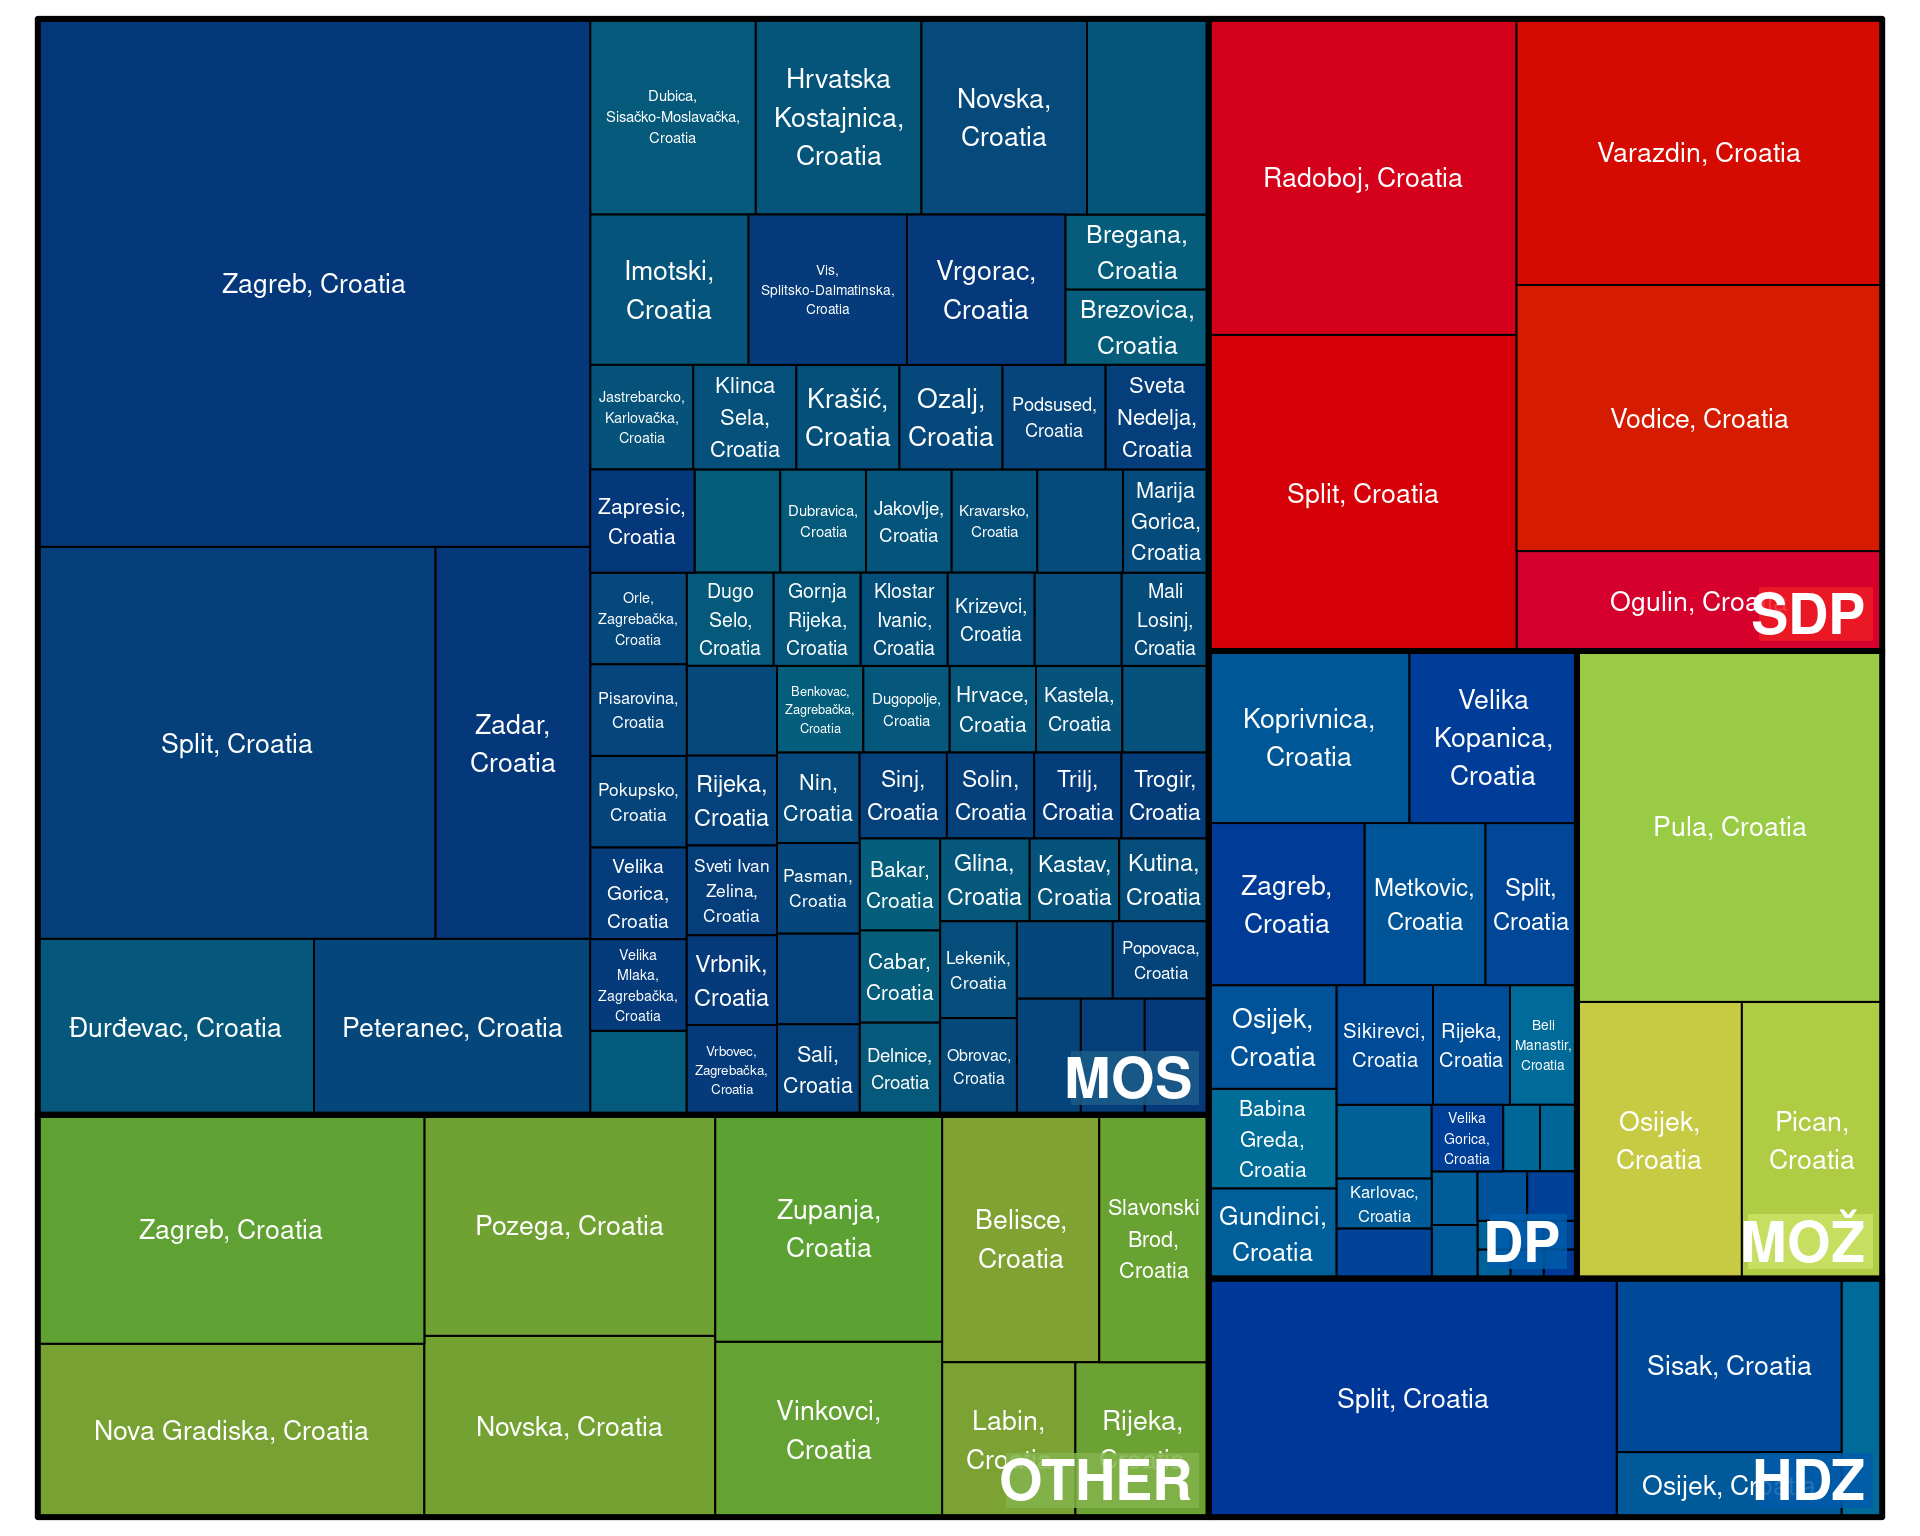 Zagreb, Croatia
Split, Croatia
Zadar,
Croatia
Đurđevac, Croatia
Peteranec, Croatia
Dubica,
Sisačko-Moslavačka,
Croatia
Hrvatska
Kostajnica,
Croatia
Novska,
Croatia
Imotski,
Croatia
Vis,
Splitsko-Dalmatinska,
Croatia
Vrgorac,
Croatia
Bregana,
Croatia
Brezovica,
Croatia
Jastrebarcko,
Karlovačka,
Croatia
Klinca
Sela,
Croatia
Krašić,
Croatia
Ozalj,
Croatia
Podsused,
Croatia
Sveta
Nedelja,
Croatia
Zapresic,
Croatia
Dubravica,
Croatia
Jakovlje,
Croatia
Kravarsko,
Croatia
Marija
Gorica,
Croatia
Orle,
Zagrebačka,
Croatia
Dugo
Selo,
Croatia
Gornja
Rijeka,
Croatia
Klostar
Ivanic,
Croatia
Krizevci,
Croatia
Mali
Losinj,
Croatia
Pisarovina,
Croatia
Benkovac,
Zagrebačka,
Croatia
Dugopolje,
Croatia
Hrvace,
Croatia
Kastela,
Croatia
Pokupsko,
Croatia
Rijeka,
Croatia
Nin,
Croatia
Sinj,
Croatia
Solin,
Croatia
Trilj,
Croatia
Trogir,
Croatia
Velika
Gorica,
Croatia
Sveti Ivan
Zelina,
Croatia
Pasman,
Croatia
Bakar,
Croatia
Glina,
Croatia
Kastav,
Croatia
Kutina,
Croatia
Velika
Mlaka,
Zagrebačka,
Croatia
Vrbnik,
Croatia
Cabar,
Croatia
Lekenik,
Croatia
Popovaca,
Croatia
Vrbovec,
Zagrebačka,
Croatia
Sali,
Croatia
Delnice,
Croatia
Obrovac,
Croatia
MOS
Zagreb, Croatia
Nova Gradiska, Croatia
Pozega, Croatia
Novska, Croatia
Zupanja,
Croatia
Vinkovci,
Croatia
Belisce,
Croatia
Slavonski
Brod,
Croatia
Labin,
Croatia
Rijeka,
Croatia
OTHER
Radoboj, Croatia
Split, Croatia
Varazdin, Croatia
Vodice, Croatia
Ogulin, Croatia
SDP
Koprivnica,
Croatia
Velika
Kopanica,
Croatia
Zagreb,
Croatia
Metkovic,
Croatia
Split,
Croatia
Osijek,
Croatia
Sikirevci,
Croatia
Rijeka,
Croatia
Beli
Manastir,
Croatia
Babina
Greda,
Croatia
Velika
Gorica,
Croatia
Gundinci,
Croatia
Karlovac,
Croatia
DP
Pula, Croatia
Osijek,
Croatia
Pican,
Croatia
MOŽ
Split, Croatia
Sisak, Croatia
Osijek, Croatia
HDZ